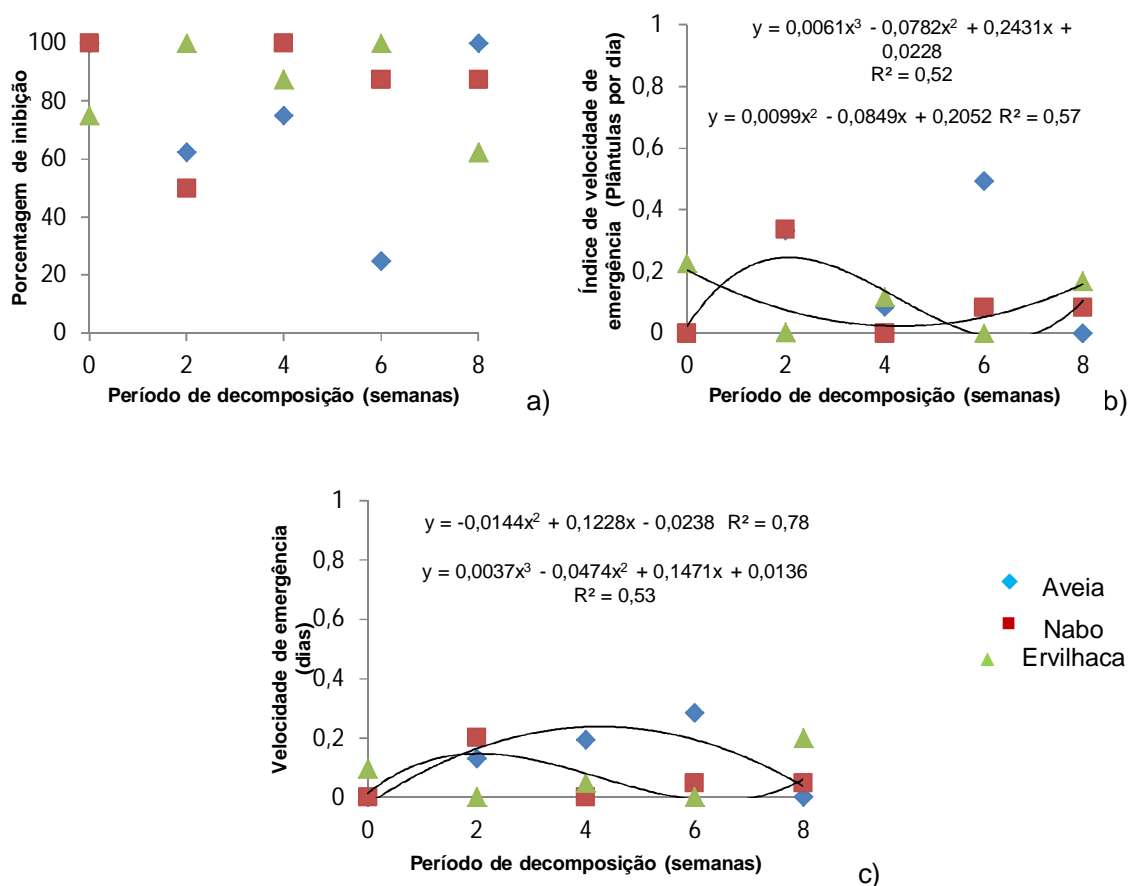 Porcentagem de inibição
100
80
60
40
20
0
0 2 4 6 8
Período de decomposição (semanas)
a)
Índice de velocidade de
emergência (Plântulas por dia)
1
0,8
0,6
0,4
0,2
0
y = 0,0061x³ - 0,0782x² + 0,2431x +
0,0228
R² = 0,52
y = 0,0099x² - 0,0849x + 0,2052 R² = 0,57
0 2 4 6 8
Período de decomposição (semanas)
b)
Velocidade de emergência
(dias)
1
0,8
0,6
0,4
0,2
0
y = -0,0144x² + 0,1228x - 0,0238 R² = 0,78
y = 0,0037x³ - 0,0474x² + 0,1471x + 0,0136
R² = 0,53
0 2 4 6 8
Período de decomposição (semanas)
c)
Aveia
Nabo
Ervilhaca